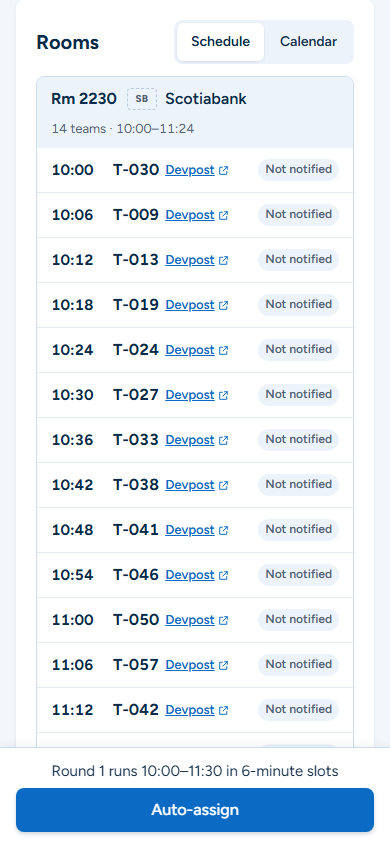 Rooms
Schedule Calendar
Rm 2230 SB Scotiabank
14 teams · 10:00–11:24
10:00 T-030 Devpost Not notified
10:06 T-009 Devpost Not notified
10:12 T-013 Devpost Not notified
10:18 T-019 Devpost Not notified
10:24 T-024 Devpost Not notified
10:30 T-027 Devpost Not notified
10:36 T-033 Devpost Not notified
10:42 T-038 Devpost Not notified
10:48 T-041 Devpost Not notified
10:54 T-046 Devpost Not notified
11:00 T-050 Devpost Not notified
11:06 T-057 Devpost Not notified
11:12 T-042 Devpost Not notified
Round 1 runs 10:00–11:30 in 6-minute slots
Auto-assign